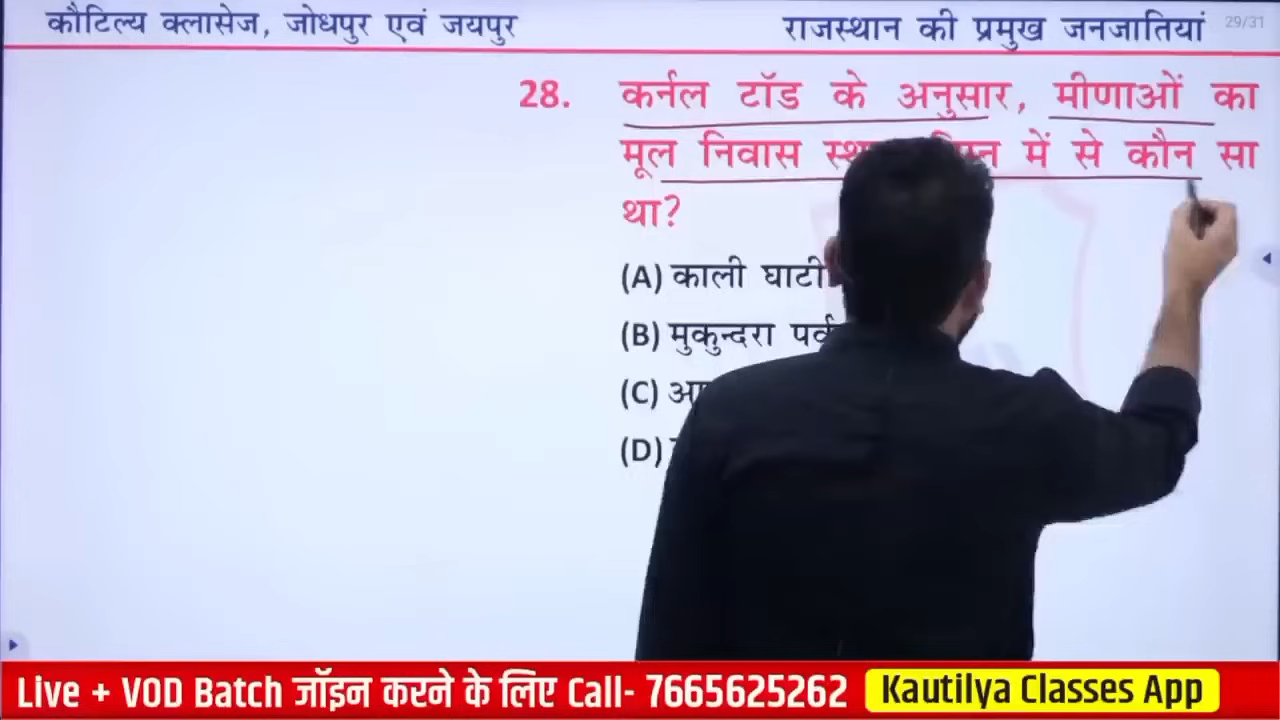 कौटिल्य क्लासेज, जोधपुर एवं जयपुर
राजस्थान की प्रमुख जनजातियां
29/31
28. कर्नल टॉड के अनुसार, मीणाओं का
मूल निवास में से कौन सा
था?
(A) काली घाटी
(B) मुकुन्दरा
(C)
(D)
Live + VOD Batch जॉइन करने के लिए Call- 7665625262
Kautilya Classes App